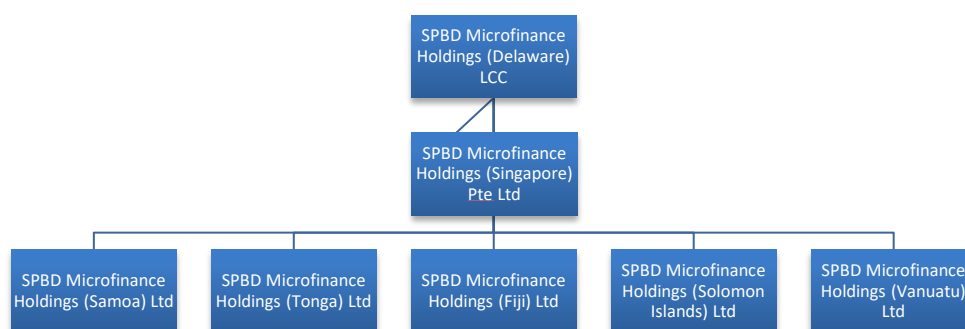 SPBD Microfinance
Holdings (Delaware)
LCC
SPBD Microfinance
Holdings (Singapore)
Pte Ltd
SPBD Microfinance
Holdings (Samoa) Ltd
SPBD Microfinance
Holdings (Tonga) Ltd
SPBD Microfinance
Holdings (Fiji) Ltd
SPBD Microfinance
Holdings (Solomon
Islands) Ltd
SPBD Microfinance
Holdings (Vanuatu)
Ltd